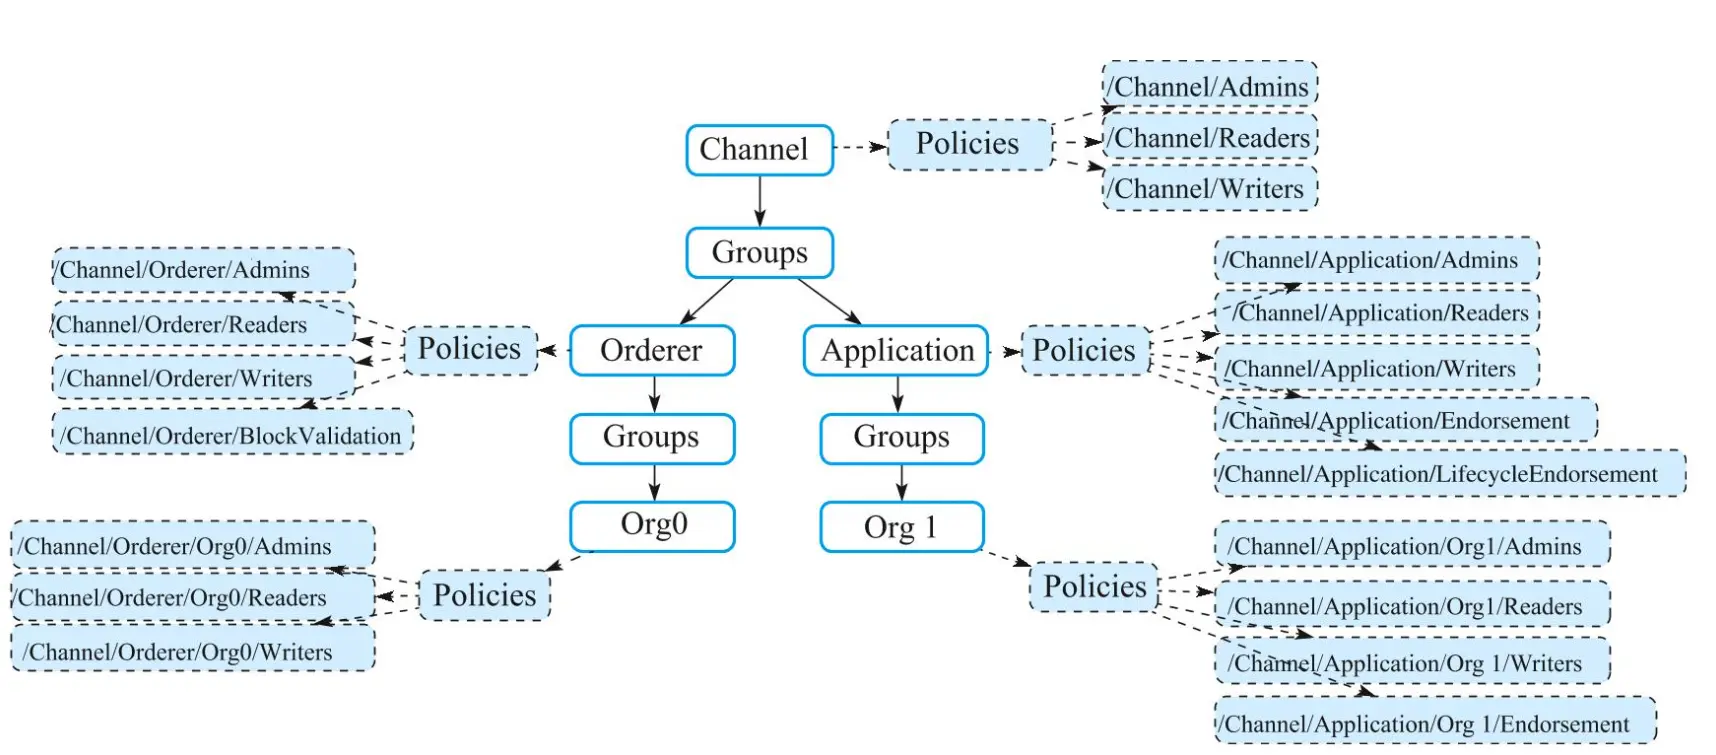 /Channel/Admins
Channel
Policies
/Channel/Readers
/Channel/Writers
Groups
/Channel/Orderer/Admins
/Channel/Orderer/Readers
/Channel/Orderer/Writers
/Channel/Orderer/BlockValidation
Policies
Orderer
Application
Policies
/Channel/Application/Admins
/Channel/Application/Readers
/Channel/Application/Writers
/Channel/Application/Endorsement
/Channel/Application/LifecycleEndorsement
Groups
Groups
Org0
Org 1
/Channel/Orderer/Org0/Admins
/Channel/Orderer/Org0/Readers
/Channel/Orderer/Org0/Writers
Policies
Policies
/Channel/Application/Org1/Admins
/Channel/Application/Org1/Readers
/Channel/Application/Org 1/Writers
/Channel/Application/Org 1/Endorsement